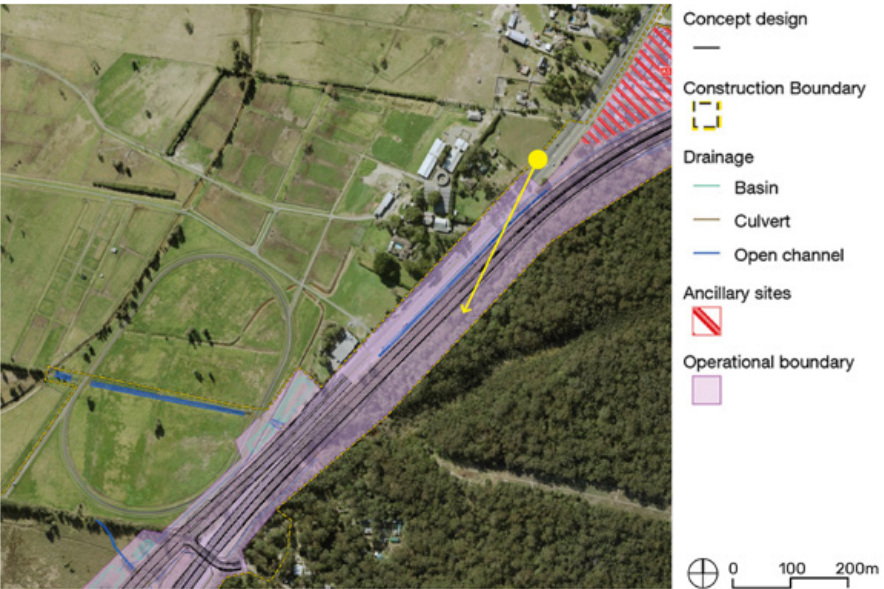 Concept design
Construction Boundary
Drainage
Basin
Culvert
Open channel
Ancillary sites
Operational boundary
0 100 200m